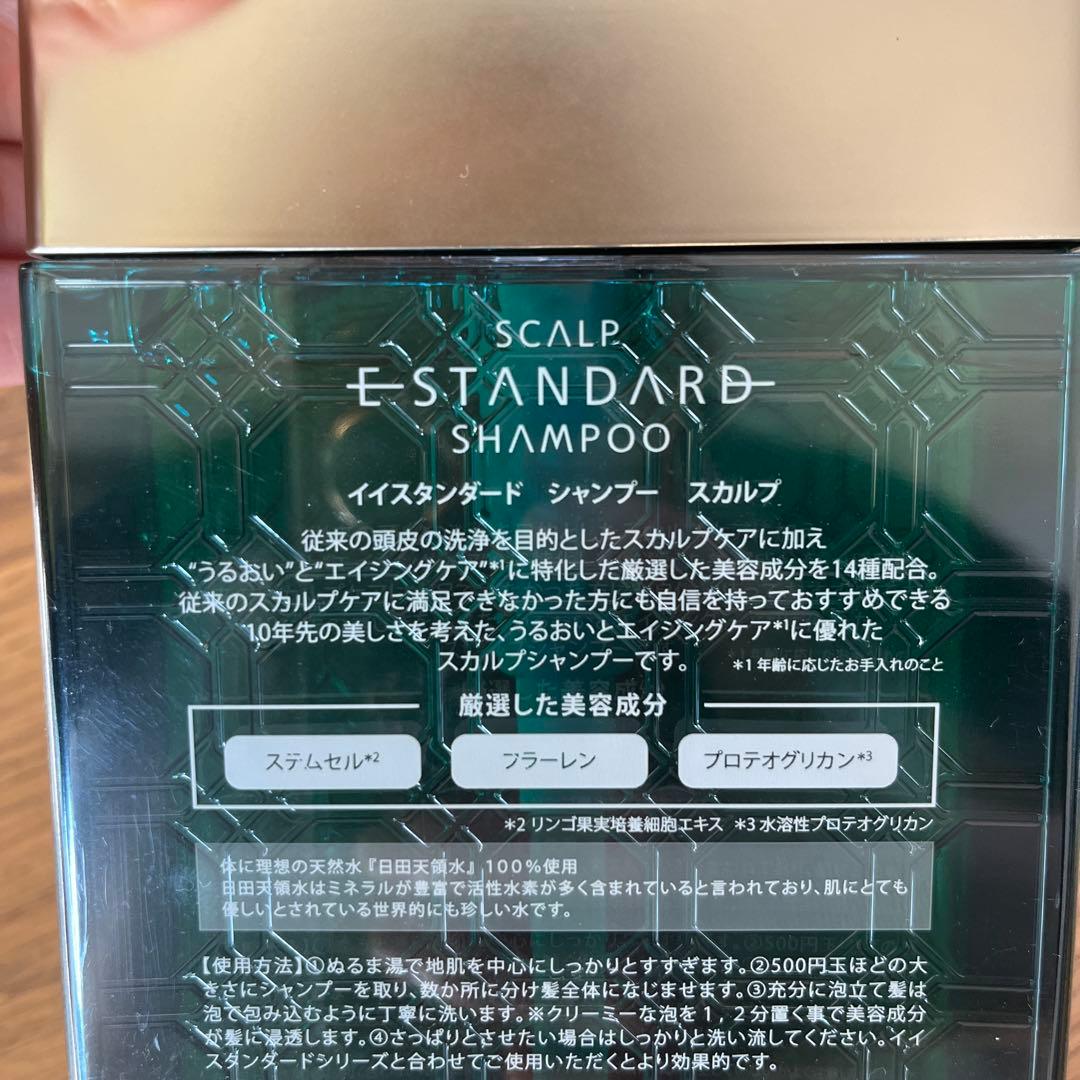 SCALP
E STANDARD
SHAMPOO
イイスタンダード シャンプー スカルプ
従来の頭皮の洗浄を目的としたスカルプケアに加え
“うるおい”と“エイジングケア”*1に特化した厳選した美容成分を14種配合。
従来のスカルプケアに満足できなかった方にも自信を持っておすすめできる
10年先の美しさを考えた、うるおいとエイジングケア*1に優れた
スカルプシャンプーです。 *1 年齢に応じたお手入れのこと
厳選した美容成分
ステムセル*2 フラーレン プロテオグリカン*3
*2 リンゴ果実培養細胞エキス *3 水溶性プロテオグリカン
体に理想の天然水『日田天領水』100%使用
日田天領水はミネラルが豊富で活性水素が多く含まれていると言われており、肌にとても
優しいとされている世界的にも珍しい水です。
【使用方法】①ぬるま湯で地肌を中心にしっかりとすすぎます。②500円玉ほどの大
きさにシャンプーを取り、数か所に分け髪全体になじませます。③充分に泡立て髪は
泡で包み込むように丁寧に洗います。※クリーミーな泡を1，2分置く事で美容成分
が髪に浸透します。④さっぱりとさせたい場合はしっかりと洗い流してください。イイ
スタンダードシリーズと合わせてご使用いただくとより効果的です。